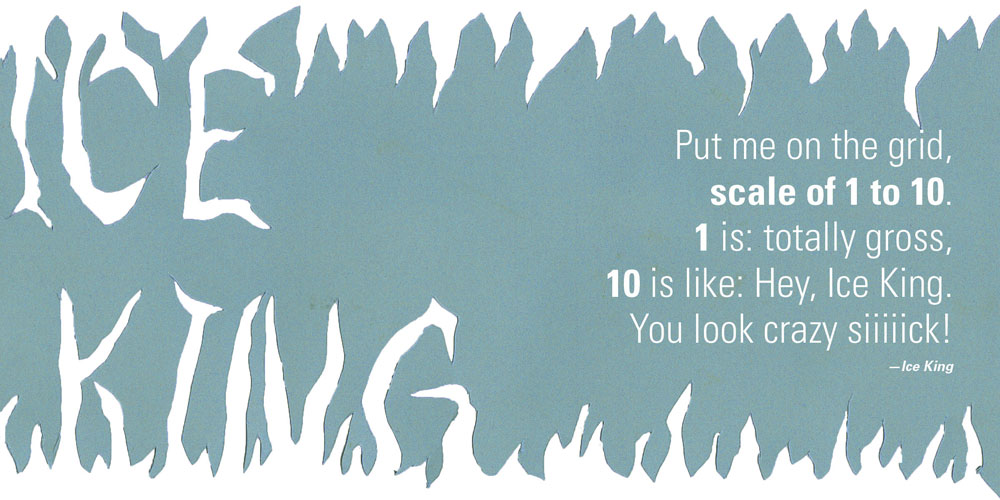 ICE
KING
Put me on the grid,
scale of 1 to 10.
1 is: totally gross,
10 is like: Hey, Ice King.
You look crazy siiiiick!
—Ice King